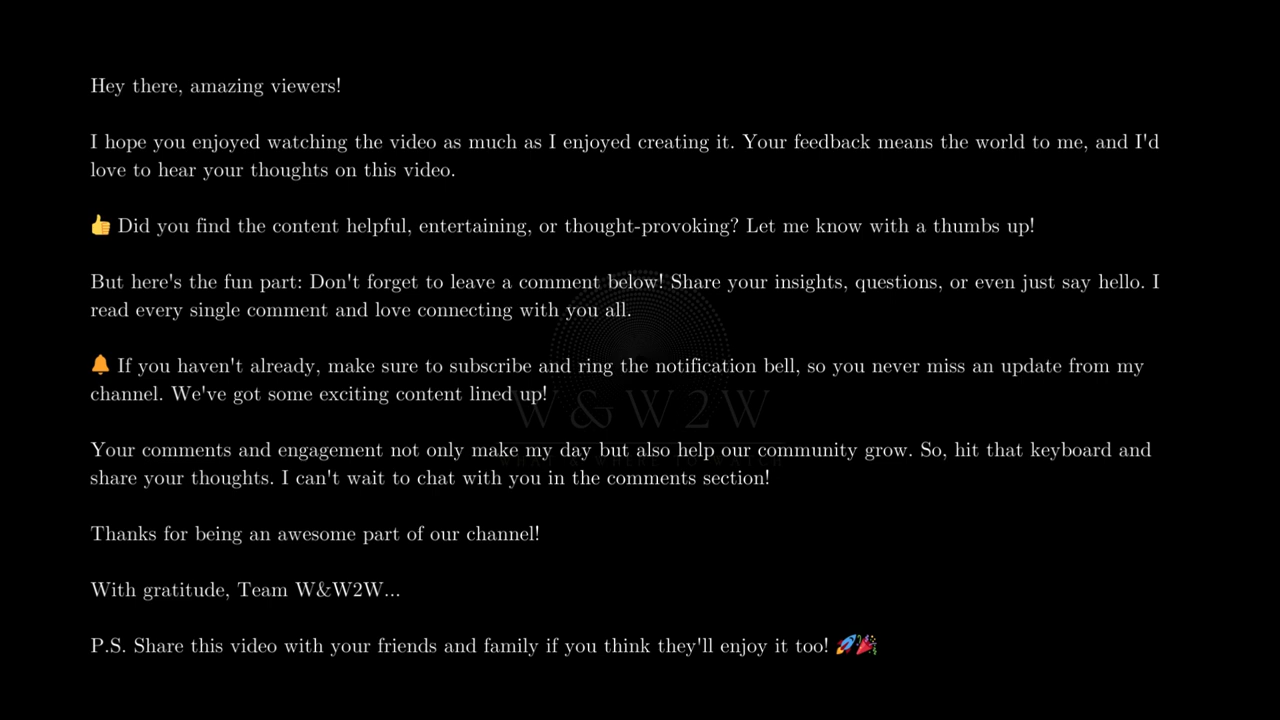 Hey there, amazing viewers!
I hope you enjoyed watching the video as much as I enjoyed creating it. Your feedback means the world to me, and I'd
love to hear your thoughts on this video.
👍 Did you find the content helpful, entertaining, or thought-provoking? Let me know with a thumbs up!
But here's the fun part: Don't forget to leave a comment below! Share your insights, questions, or even just say hello. I
read every single comment and love connecting with you all.
🔔 If you haven't already, make sure to subscribe and ring the notification bell, so you never miss an update from my
channel. We've got some exciting content lined up!
W&W2W
Your comments and engagement not only make my day but also help our community grow. So, hit that keyboard and
share your thoughts. I can't wait to chat with you in the comments section!
Thanks for being an awesome part of our channel!
With gratitude, Team W&W2W...
P.S. Share this video with your friends and family if you think they'll enjoy it too! 🚀🎉